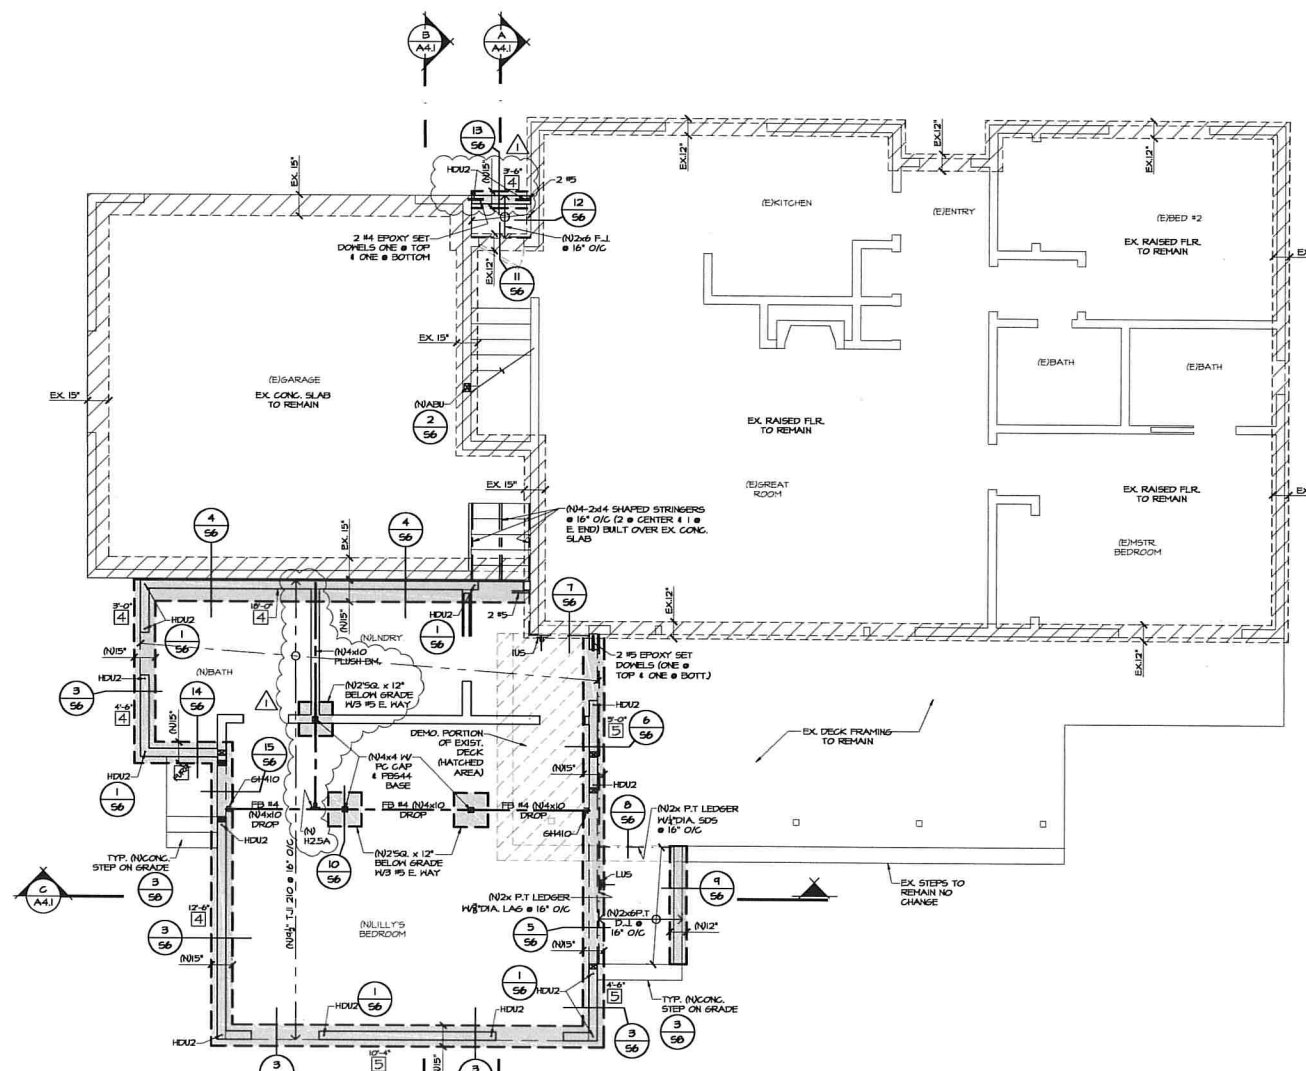 B
A4.1
A
A4.1
13
S6
1
HDU2
(N)15"
3'-6"
4
2 #5
12
S6
2 #4 EPOXY SET
DOWELS ONE @ TOP
& ONE @ BOTTOM
(N)2x6 F.J.
@ 16" O/C
EX.12"
11
S6
EX. 15"
EX. 15"
EX. 15"
(E)GARAGE
EX. CONC. SLAB
TO REMAIN
(N)ABU
2
S6
EX.12"
EX.12"
EX.12"
(E)KITCHEN
(E)ENTRY
(E)BED #2
EX. RAISED FLR.
TO REMAIN
(E)BATH
(E)BATH
EX. RAISED FLR.
TO REMAIN
(E)GREAT
ROOM
EX. RAISED FLR.
TO REMAIN
(E)MSTR.
BEDROOM
EX
EX
EX. 15"
(N)4-2x14 SHAPED STRINGERS
@ 16" O/C (2 @ CENTER & 1 @
E. END) BUILT OVER EX. CONC.
SLAB
4
S6
4
S6
EX. 15"
7
S6
EX.12"
EX.12"
3'-0"
4
HDU2
16'-0"
4
(N)15"
HDU2
2 #5
1
S6
1
S6
(N)LNDRY
(N)4x10
FLUSH BM.
(N)15"
(N)BATH
HDU2
3
S6
4'-6"
4
14
S6
1
(N)2'SQ. x 12"
BELOW GRADE
W/3 #5 E. WAY
LUS
2 #5 EPOXY SET
DOWELS (ONE @
TOP & ONE @ BOTT.)
HDU2
5'-0"
5
6
S6
DEMO. PORTION
OF EXIST.
DECK
(HATCHED
AREA)
EX. DECK FRAMING
TO REMAIN
(N)15"
15
S6
GH410
HDU2
1
S6
(N)4x4 W/
PC CAP
& PBS44
BASE
(N)15"
HDU2
FB #4
(N)4x10
DROP
FB #4 (N)4x10
DROP
FB #4 (N)4x10
DROP
GH410
8
S6
(N)2x P.T LEDGER
W/¼"DIA. SDS
@ 16" O/C
HDU2
(N)
H2.5A
10
S6
(N)2'SQ. x 12"
BELOW GRADE
W/3 #5 E. WAY
TYP. (N)CONC.
STEP ON GRADE
3
S8
C
A4.1
12'-6"
4
(N)9½" TJI 210 @ 16" O/C
LUS
(N)2x P.T LEDGER
W/⅝"DIA. LAG @ 16" O/C
9
S6
EX. STEPS TO
REMAIN NO
CHANGE
(N)LILLY'S
BEDROOM
(N)2x6P.T
D.J. @
16" O/C
(N)12"
3
S6
(N)15"
5
S6
(N)15"
1
S6
HDU2
1
S6
HDU2
4'-6"
5
TYP. (N)CONC.
STEP ON GRADE
3
S8
HDU2
HDU2
3
S6
3
10'-4"
5
(N)15"
3